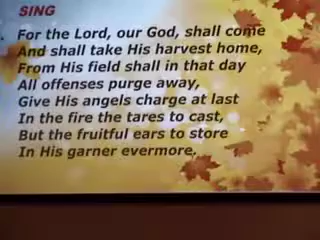 SING
For the Lord, our God, shall come
And shall take His harvest home,
From His field shall in that day
All offenses purge away,
Give His angels charge at last
In the fire the tares to cast,
But the fruitful ears to store
In His garner evermore.